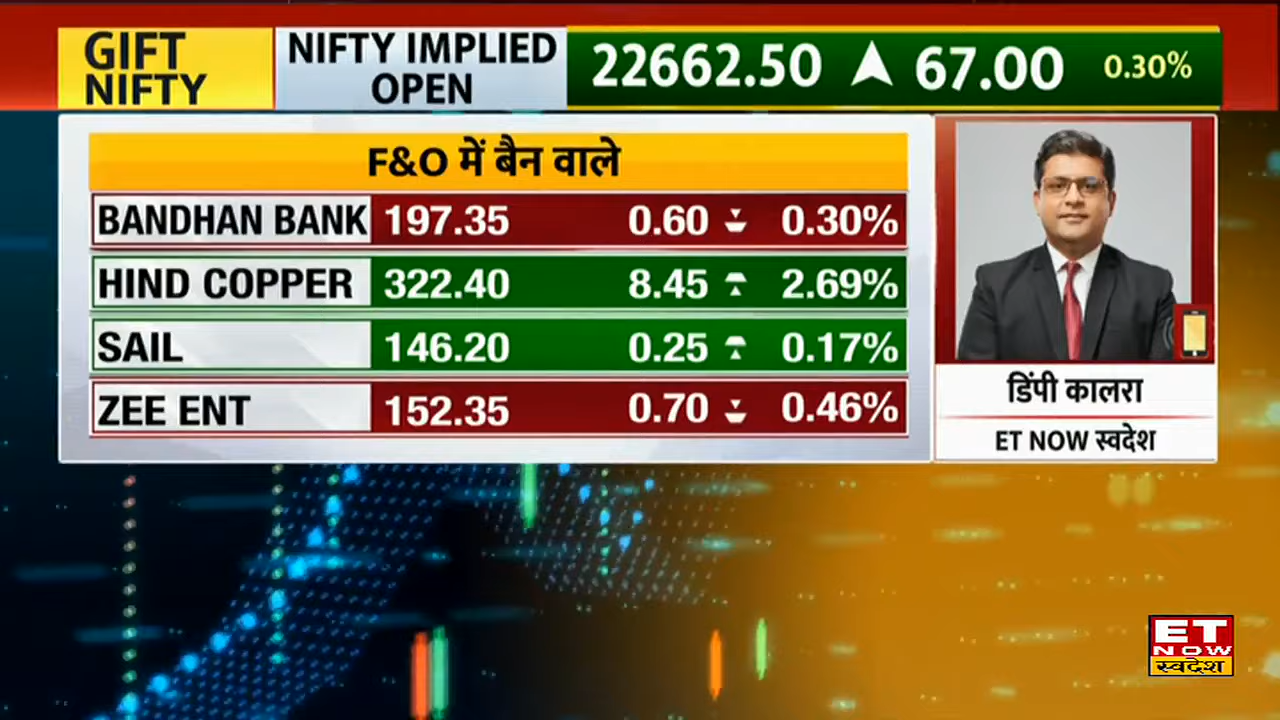 GIFT
NIFTY
NIFTY IMPLIED
OPEN
22662.50 67.00 0.30%
F&O में बैन वाले
BANDHAN BANK 197.35 0.60 0.30%
HIND COPPER 322.40 8.45 2.69%
SAIL 146.20 0.25 0.17%
ZEE ENT 152.35 0.70 0.46%
डिंपी कालरा
ET NOW स्वदेश
ET
NOW
स्वदेश